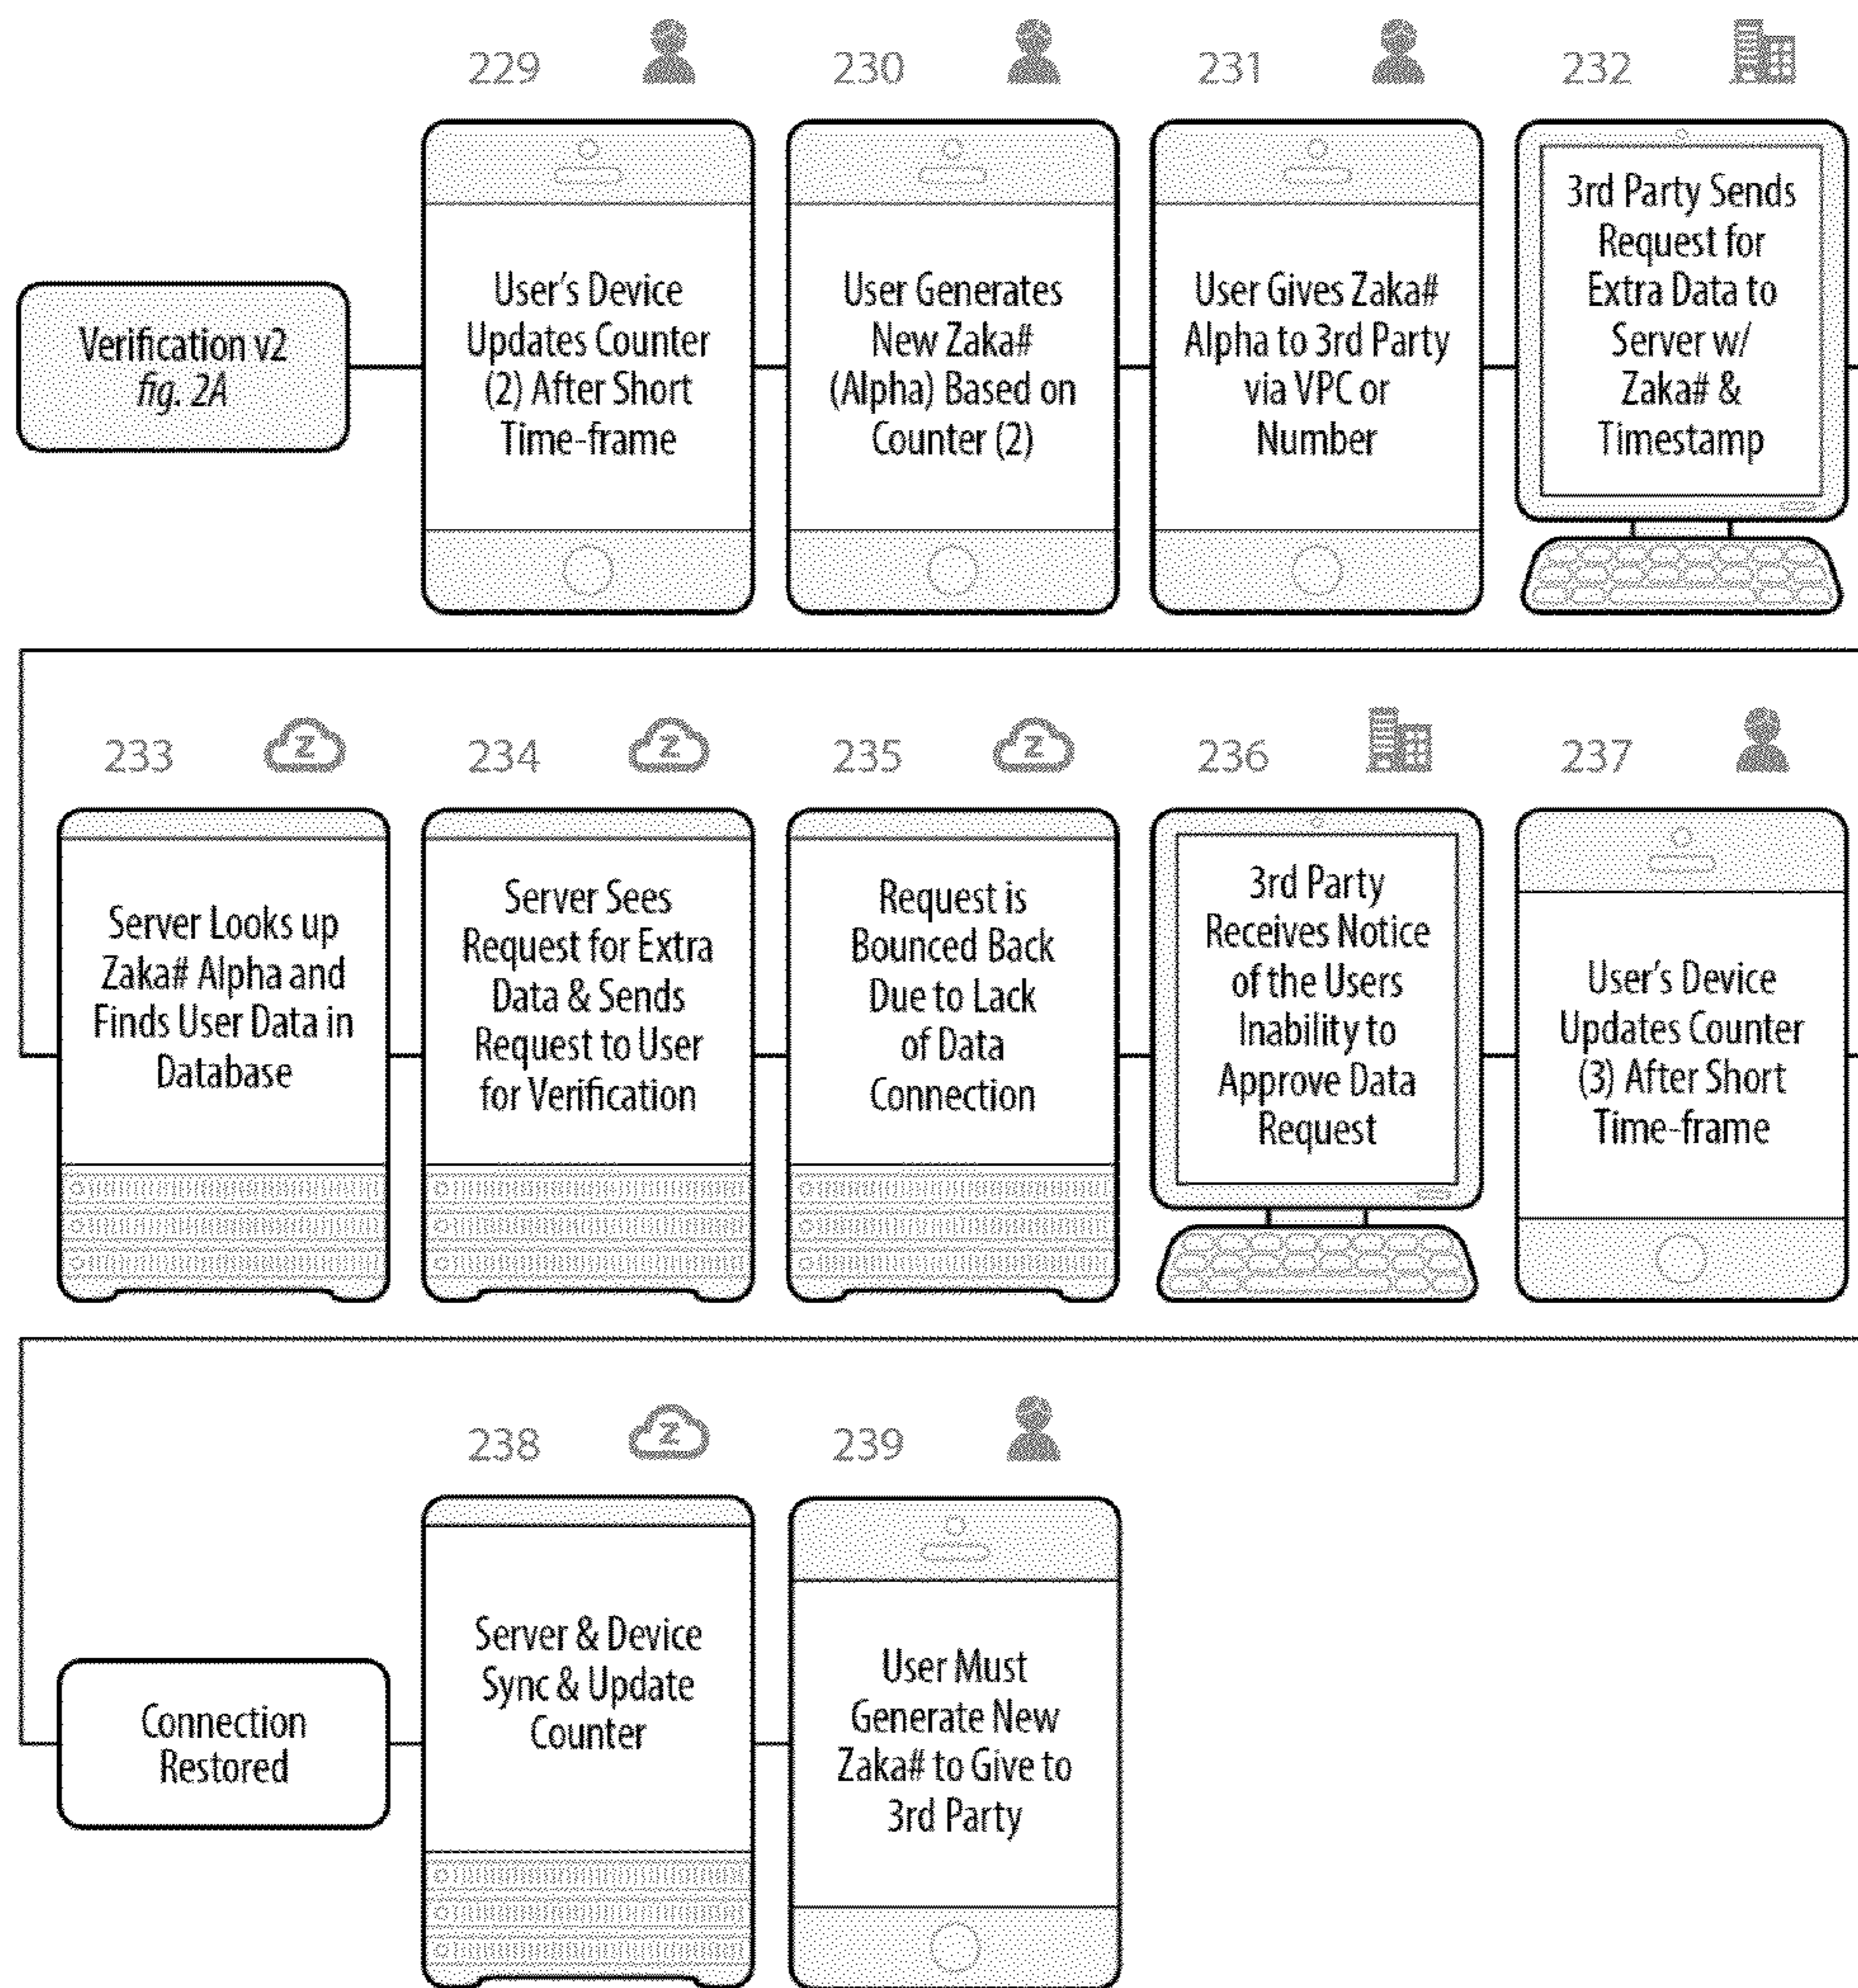 229
230
231
232
Verification v2
fig. 2A
User's Device
Updates Counter
(2) After Short
Time-frame
User Generates
New Zaka#
(Alpha) Based on
Counter (2)
User Gives Zaka#
Alpha to 3rd Party
via VPC or
Number
3rd Party Sends
Request for
Extra Data to
Server w/
Zaka# &
Timestamp
233
Z
234
Z
235
Z
236
237
Server Looks up
Zaka# Alpha and
Finds User Data in
Database
Server Sees
Request for Extra
Data & Sends
Request to User
for Verification
Request is
Bounced Back
Due to Lack
of Data
Connection
3rd Party
Receives Notice
of the Users
Inability to
Approve Data
Request
User's Device
Updates Counter
(3) After Short
Time-frame
238
Z
239
Connection
Restored
Server & Device
Sync & Update
Counter
User Must
Generate New
Zaka# to Give to
3rd Party